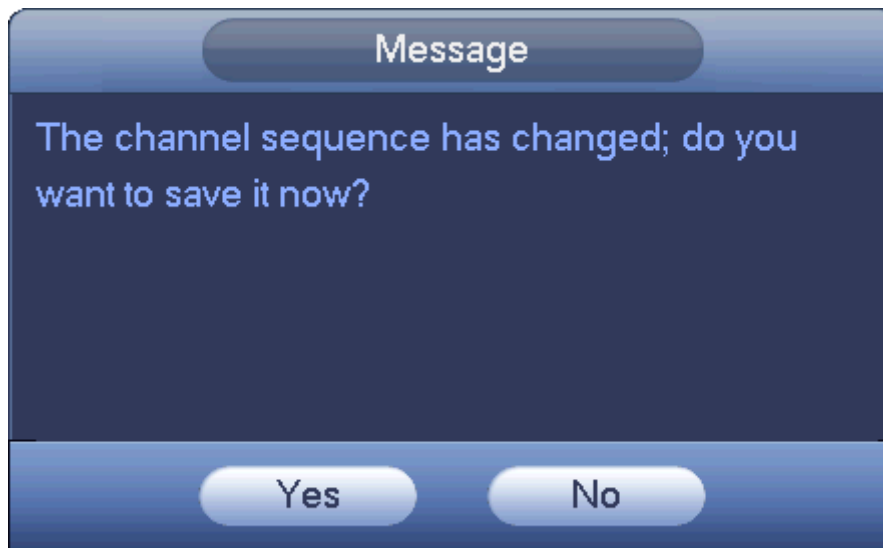 Message
The channel sequence has changed; do you
want to save it now?
Yes No